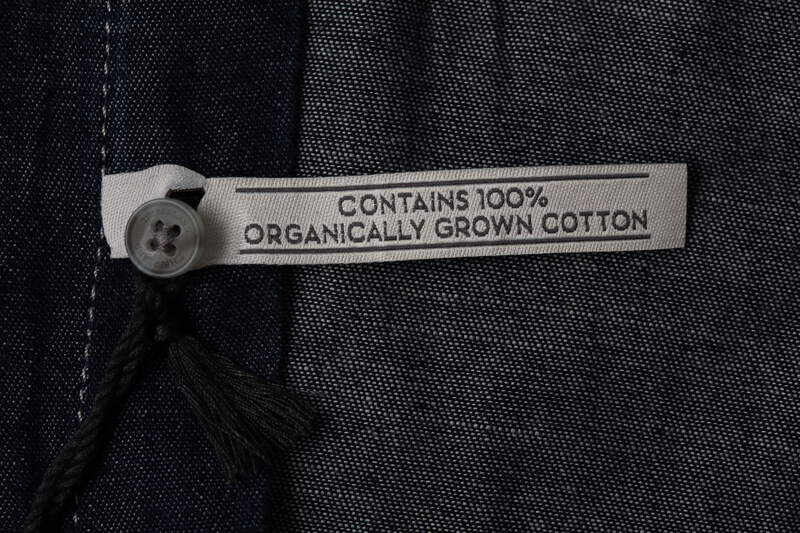 CONTAINS 100%
ORGANICALLY GROWN COTTON